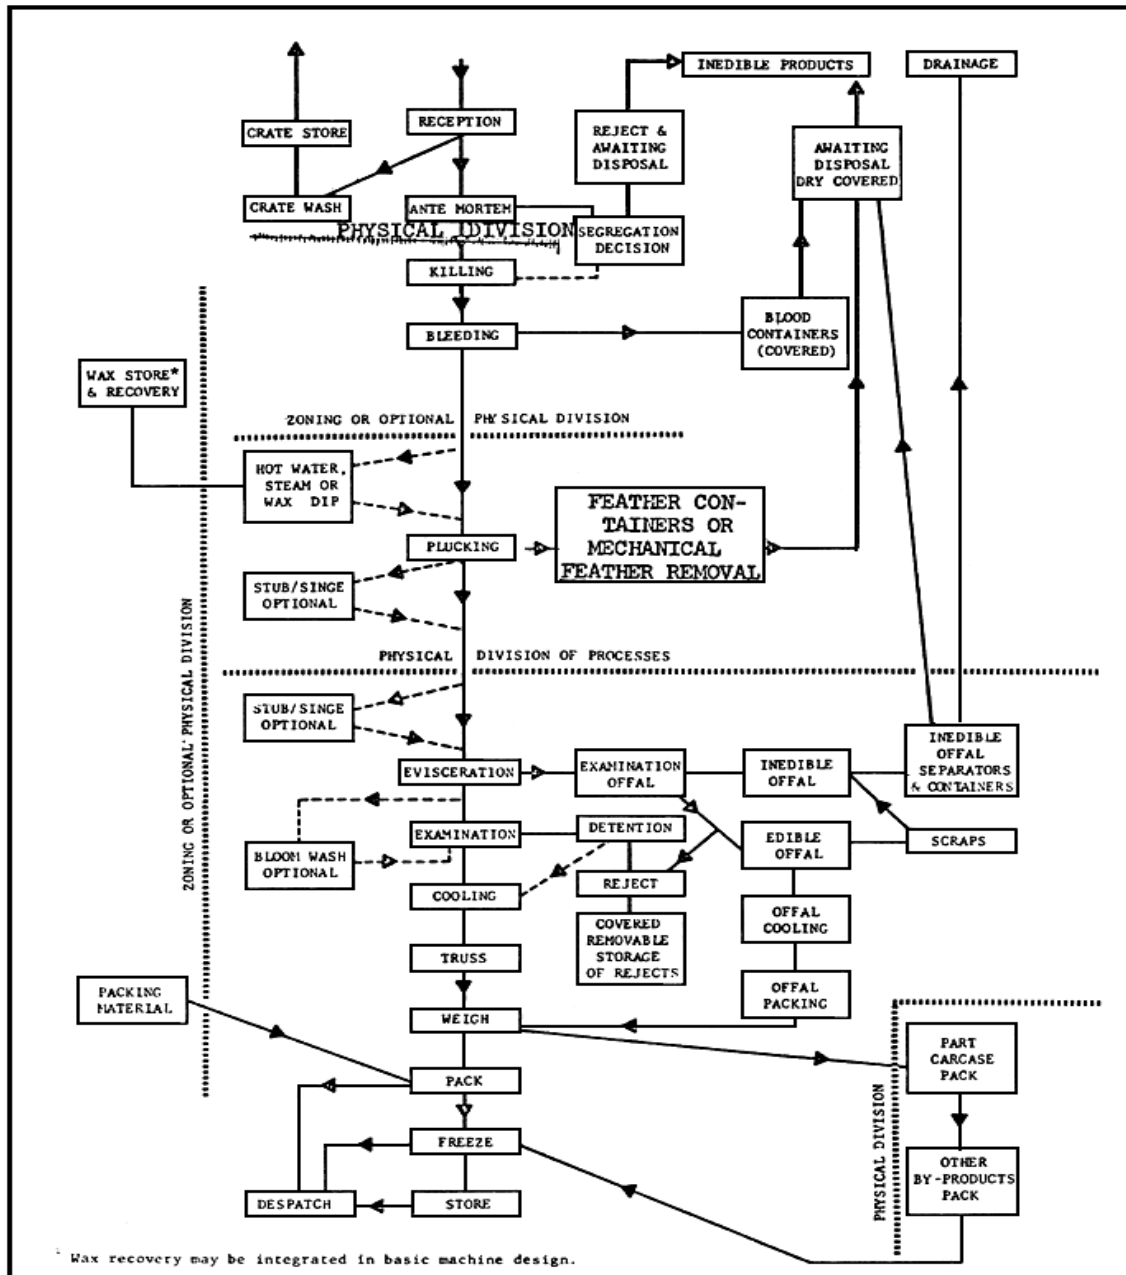 INEDIBLE PRODUCTS
DRAINAGE
RECEPTION
CRATE STORE
REJECT &
AWAITING
DISPOSAL
AWAITING
DISPOSAL
DRY COVERED
CRATE WASH
ANTE MORTEM
PHYSICAL IDIVISION
SEGREGATION
DECISION
KILLING
BLEEDING
BLOOD
CONTAINERS
(COVERED)
WAX STORE*
& RECOVERY
ZONING OR OPTIONAL PHYSICAL DIVISION
HOT WATER,
STEAM OR
WAX DIP
FEATHER CON-
TAINERS OR
MECHANICAL
FEATHER REMOVAL
PLUCKING
STUB/SINGE
OPTIONAL
ZONING OR OPTIONAL PHYSICAL DIVISION
PHYSICAL DIVISION OF PROCESSES
STUB/SINGE
OPTIONAL
EVISCERATION
EXAMINATION
OFFAL
INEDIBLE
OFFAL
INEDIBLE
OFFAL
SEPARATORS
& CONTAINERS
EXAMINATION
DETENTION
EDIBLE
OFFAL
SCRAPS
BLOOM WASH
OPTIONAL
COOLING
REJECT
OFFAL
COOLING
COVERED
REMOVABLE
STORAGE
OF REJECTS
TRUSS
OFFAL
PACKING
PACKING
MATERIAL
WEIGH
PART
CARCASE
PACK
PACK
PHYSICAL DIVISION
FREEZE
OTHER
BY-PRODUCTS
PACK
DESPATCH
STORE
Wax recovery may be integrated in basic machine design.